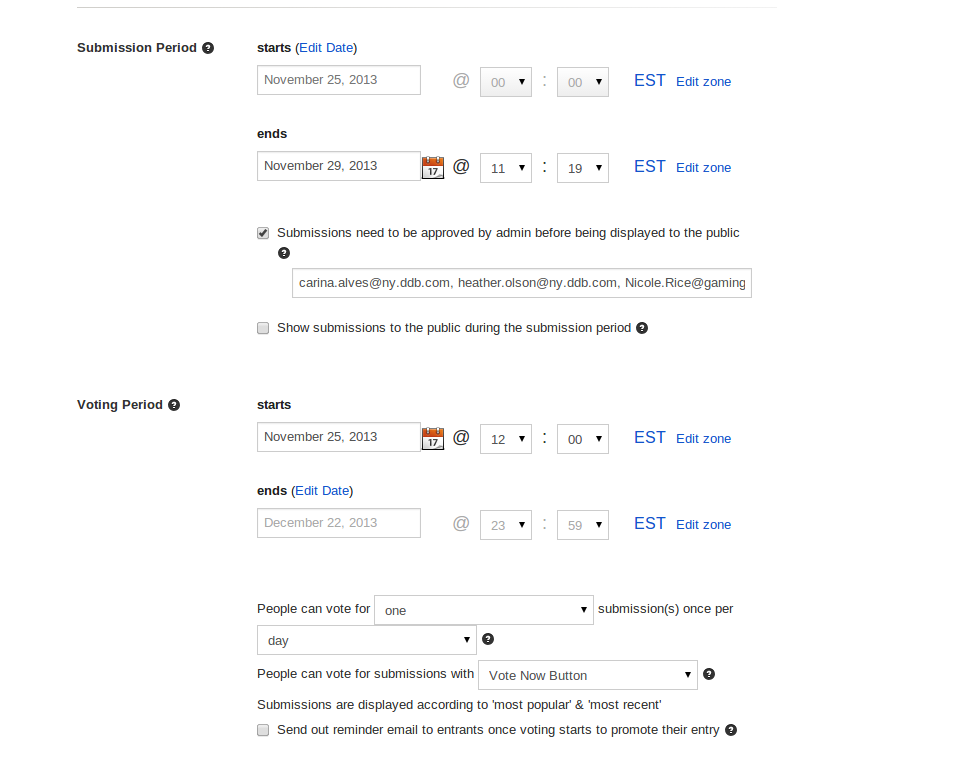 Submission Period ? starts (Edit Date)
November 25, 2013 @ 00 : 00 EST Edit zone
ends
November 29, 2013 17 @ 11 : 19 EST Edit zone
Submissions need to be approved by admin before being displayed to the public
?
carina.alves@ny.ddb.com, heather.olson@ny.ddb.com, Nicole.Rice@gaming
Show submissions to the public during the submission period ?
Voting Period ? starts
November 25, 2013 17 @ 12 : 00 EST Edit zone
ends (Edit Date)
December 22, 2013 @ 23 : 59 EST Edit zone
People can vote for one submission(s) once per
day ?
People can vote for submissions with Vote Now Button ?
Submissions are displayed according to 'most popular' & 'most recent'
Send out reminder email to entrants once voting starts to promote their entry ?